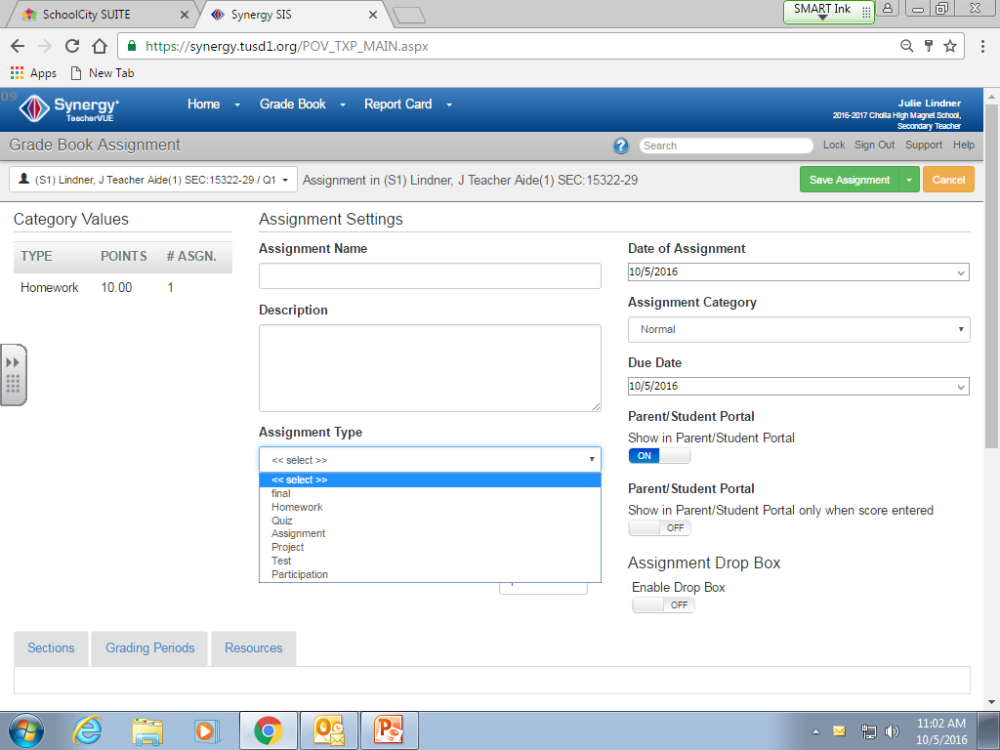 SchoolCity SUITE
Synergy SIS
SMART Ink
https://synergy.tusd1.org/POV_TXP_MAIN.aspx
Apps
New Tab
09
Synergy
TeacherVUE
Home
Grade Book
Report Card
Julie Lindner
2016-2017 Cholla High Magnet School,
Secondary Teacher
Grade Book Assignment
?
Search
Lock
Sign Out
Support
Help
(S1) Lindner, J Teacher Aide(1) SEC:15322-29 / Q1
Assignment in (S1) Lindner, J Teacher Aide(1) SEC:15322-29
Save Assignment
Cancel
Category Values
TYPE POINTS # ASGN.
Homework 10.00 1
Assignment Settings
Assignment Name
Description
Assignment Type
<< select >>
<< select >>
final
Homework
Quiz
Assignment
Project
Test
Participation
Date of Assignment
10/5/2016
Assignment Category
Normal
Due Date
10/5/2016
Parent/Student Portal
Show in Parent/Student Portal
ON
Parent/Student Portal
Show in Parent/Student Portal only when score entered
OFF
Assignment Drop Box
Enable Drop Box
OFF
Sections
Grading Periods
Resources
11:02 AM
10/5/2016